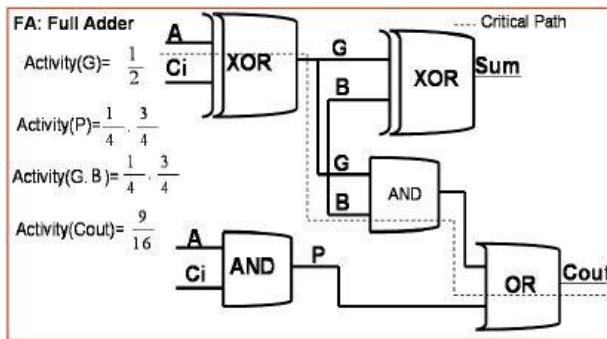 FA: Full Adder
Critical Path
A
Activity(G)= 1/2
Ci
XOR
G
B
XOR
Sum
Activity(P)= 1/4 . 3/4
Activity(G.B)= 1/4 . 3/4
G
B
AND
Activity(Cout)= 9/16
A
Ci
AND
P
OR
Cout